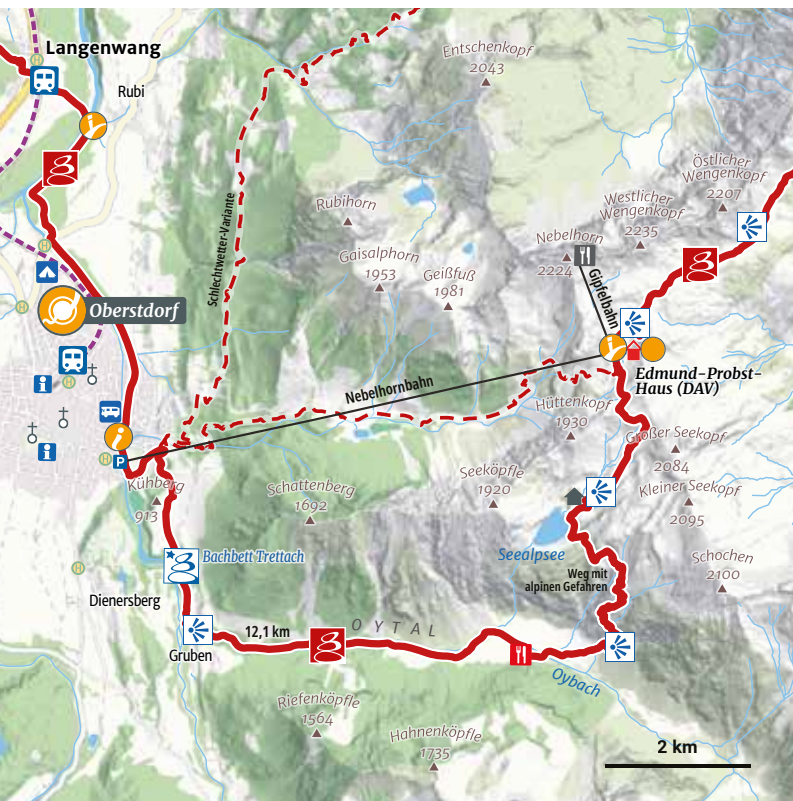 Langenwang
H
Rubi
Entschenkopf
2043
Östlicher
Wengenkopf
2207
Westlicher
Wengenkopf
2235
Rubihorn
Gaisalphorn
1953
Geißfuß
1981
Nebelhorn
2224
Gipfelbahn
Schlechtwetter-Variante
H
H
Oberstdorf
H
i
Edmund-Probst-
Haus (DAV)
Nebelhornbahn
Hüttenkopf
1930
Großer Seekopf
2084
i
i
H
P
Kühberg
913
Schattenberg
1692
Seeköpfle
1920
Kleiner Seekopf
2095
Seealpsee
Schochen
2100
Bachbett Trettach
H
Weg mit
alpinen Gefahren
Dienersberg
12,1 km
OYTAL
Gruben
Oybach
Riefenköpfle
1564
Hahnenköpfle
1735
2 km